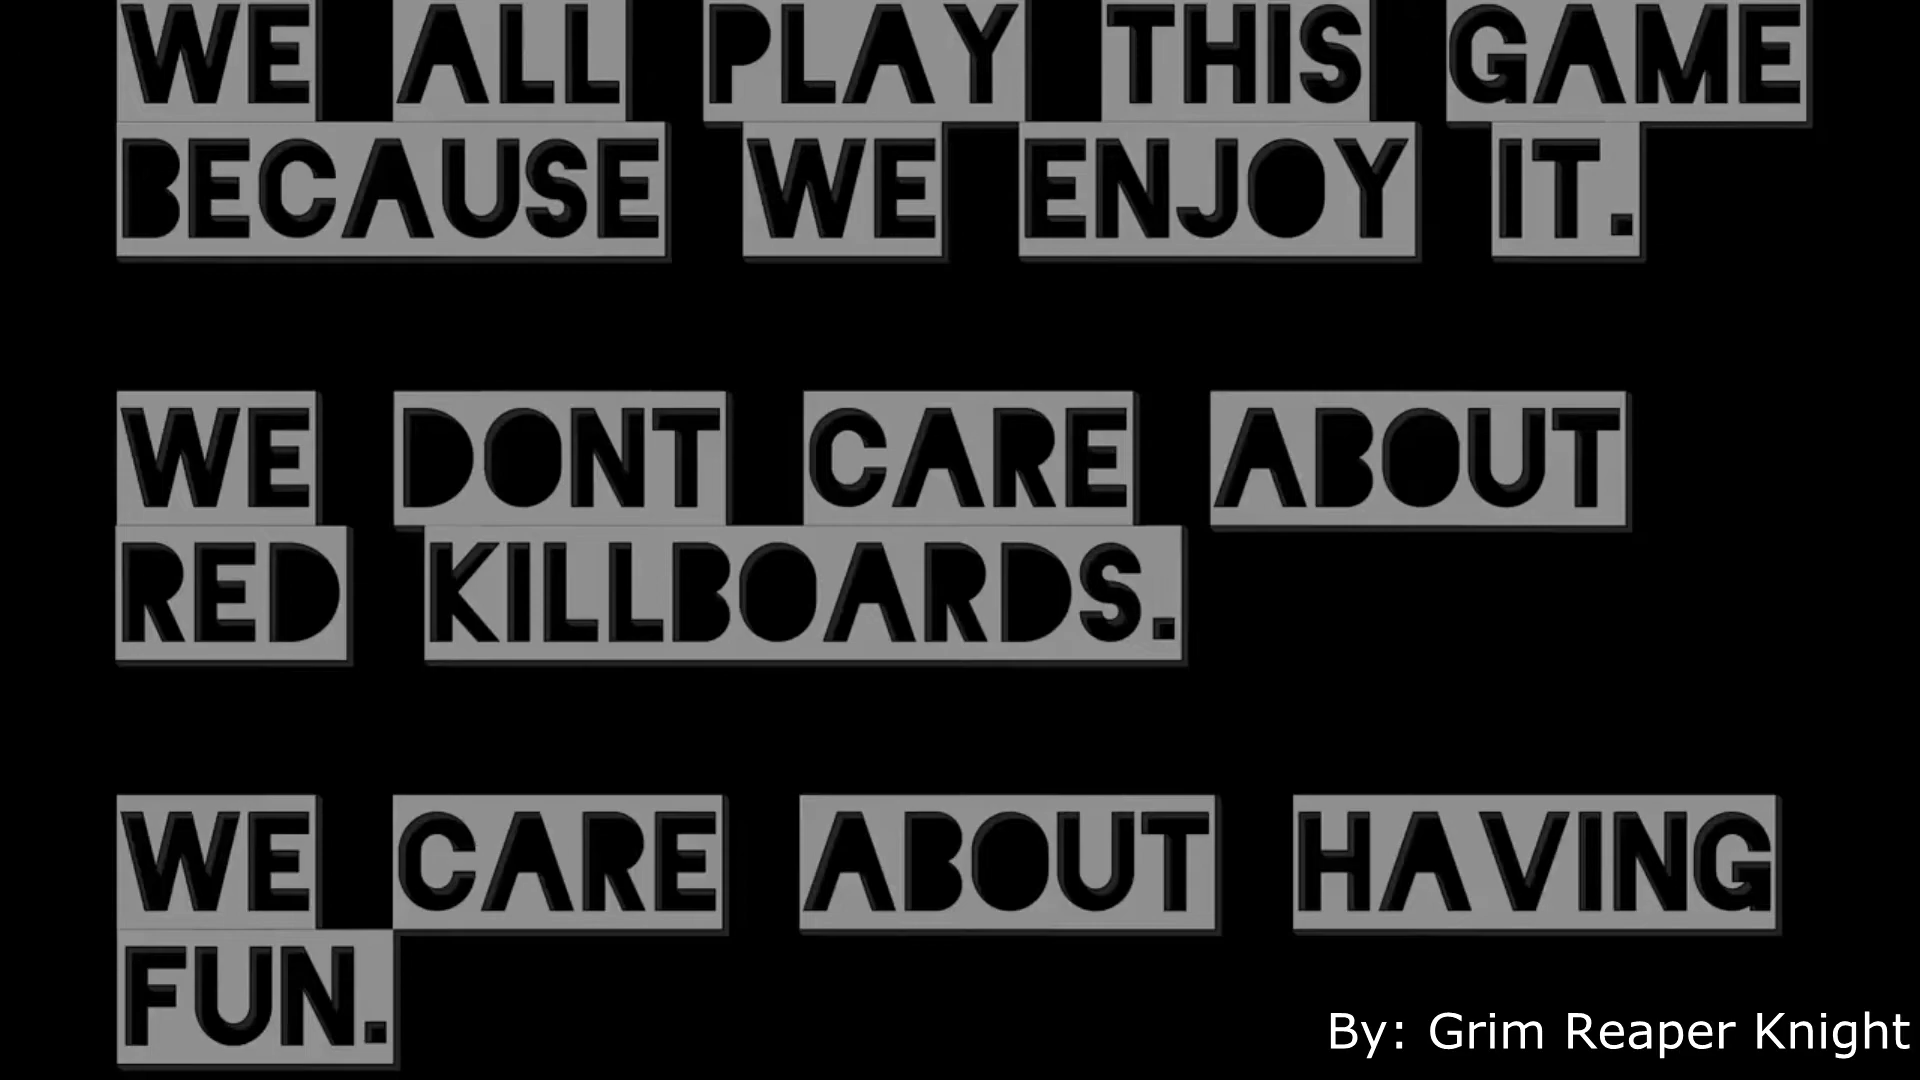 WE ALL PLAY THIS GAME
BECAUSE WE ENJOY IT.
WE DONT CARE ABOUT
RED KILLBOARDS.
WE CARE ABOUT HAVING
FUN.
By: Grim Reaper Knight